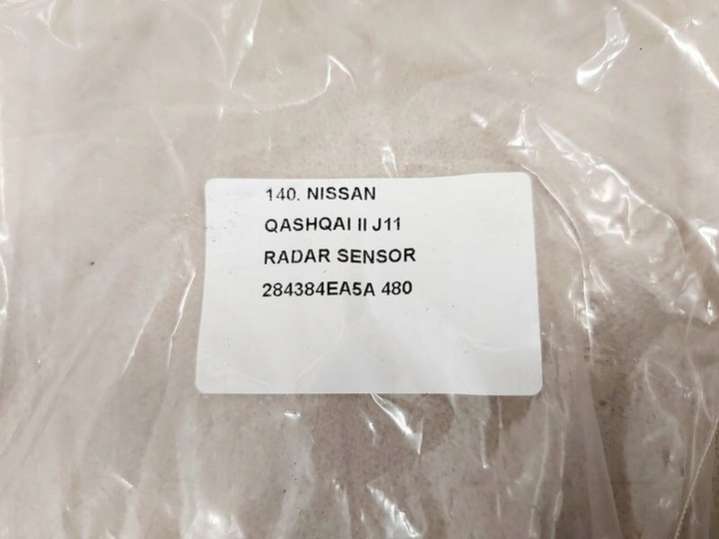 140. NISSAN
QASHQAI II J11
RADAR SENSOR
284384EA5A 480